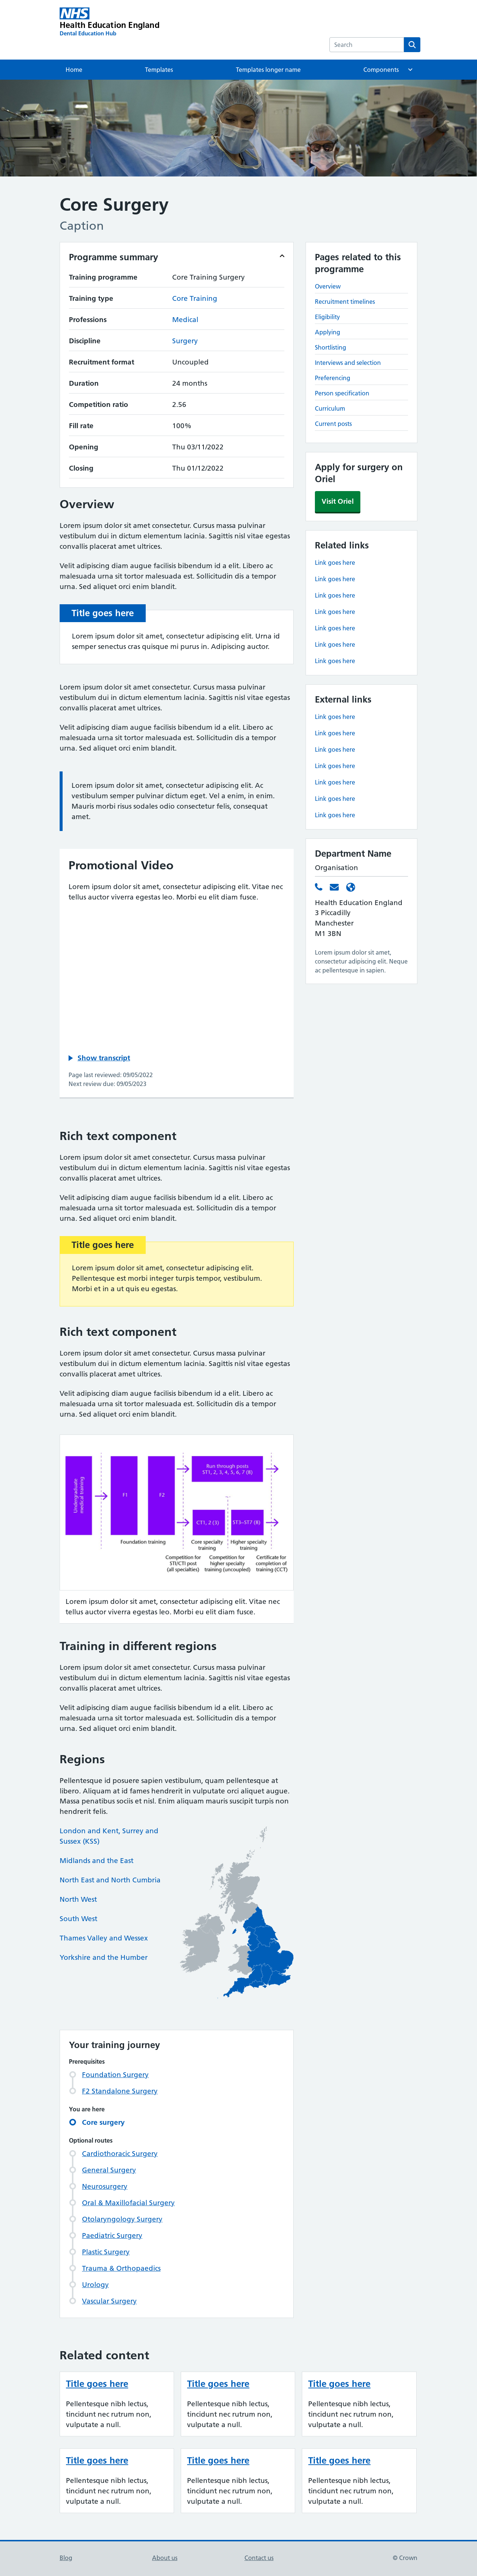 NHS
Health Education England
Dental Education Hub
Search
Home
Templates
Templates longer name
Components
Core Surgery
Caption
Programme summary
Training programme Core Training Surgery
Training type Core Training
Professions Medical
Discipline Surgery
Recruitment format Uncoupled
Duration 24 months
Competition ratio 2.56
Fill rate 100%
Opening Thu 03/11/2022
Closing Thu 01/12/2022
Overview
Lorem ipsum dolor sit amet consectetur. Cursus massa pulvinar
vestibulum dui in dictum elementum lacinia. Sagittis nisl vitae egestas
convallis placerat amet ultrices.
Velit adipiscing diam augue facilisis bibendum id a elit. Libero ac
malesuada urna sit tortor malesuada est. Sollicitudin dis a tempor
urna. Sed aliquet orci enim blandit.
Title goes here
Lorem ipsum dolor sit amet, consectetur adipiscing elit. Urna id
semper senectus cras quisque mi purus in. Adipiscing auctor.
Lorem ipsum dolor sit amet consectetur. Cursus massa pulvinar
vestibulum dui in dictum elementum lacinia. Sagittis nisl vitae egestas
convallis placerat amet ultrices.
Velit adipiscing diam augue facilisis bibendum id a elit. Libero ac
malesuada urna sit tortor malesuada est. Sollicitudin dis a tempor
urna. Sed aliquet orci enim blandit.
Lorem ipsum dolor sit amet, consectetur adipiscing elit. Ac
vestibulum semper pulvinar dictum eget. Vel a enim, in enim.
Mauris morbi risus sodales odio consectetur felis, consequat
amet.
Promotional Video
Lorem ipsum dolor sit amet, consectetur adipiscing elit. Vitae nec
tellus auctor viverra egestas leo. Morbi eu elit diam fusce.
Show transcript
Page last reviewed: 09/05/2022
Next review due: 09/05/2023
Rich text component
Lorem ipsum dolor sit amet consectetur. Cursus massa pulvinar
vestibulum dui in dictum elementum lacinia. Sagittis nisl vitae egestas
convallis placerat amet ultrices.
Velit adipiscing diam augue facilisis bibendum id a elit. Libero ac
malesuada urna sit tortor malesuada est. Sollicitudin dis a tempor
urna. Sed aliquet orci enim blandit.
Title goes here
Lorem ipsum dolor sit amet, consectetur adipiscing elit.
Pellentesque est morbi integer turpis tempor, vestibulum.
Morbi et in a ut quis eu egestas.
Rich text component
Lorem ipsum dolor sit amet consectetur. Cursus massa pulvinar
vestibulum dui in dictum elementum lacinia. Sagittis nisl vitae egestas
convallis placerat amet ultrices.
Velit adipiscing diam augue facilisis bibendum id a elit. Libero ac
malesuada urna sit tortor malesuada est. Sollicitudin dis a tempor
urna. Sed aliquet orci enim blandit.
Undergraduate
medical training
F1
F2
Run through posts
ST1, 2, 3, 4, 5, 6, 7 (8)
CT1, 2 (3)
ST3–ST7 (8)
Foundation training
Core specialty
training
Higher specialty
training
Competition for
ST1/CT1 post
(all specialties)
Competition for
higher specialty
training (uncoupled)
Certificate for
completion of
training (CCT)
Lorem ipsum dolor sit amet, consectetur adipiscing elit. Vitae nec
tellus auctor viverra egestas leo. Morbi eu elit diam fusce.
Training in different regions
Lorem ipsum dolor sit amet consectetur. Cursus massa pulvinar
vestibulum dui in dictum elementum lacinia. Sagittis nisl vitae egestas
convallis placerat amet ultrices.
Velit adipiscing diam augue facilisis bibendum id a elit. Libero ac
malesuada urna sit tortor malesuada est. Sollicitudin dis a tempor
urna. Sed aliquet orci enim blandit.
Regions
Pellentesque id posuere sapien vestibulum, quam pellentesque at
libero. Aliquam at id fames hendrerit in vulputate orci aliquet augue.
Massa penatibus sociis et nisl. Enim aliquam mauris suscipit turpis non
hendrerit felis.
London and Kent, Surrey and
Sussex (KSS)
Midlands and the East
North East and North Cumbria
North West
South West
Thames Valley and Wessex
Yorkshire and the Humber
Your training journey
Prerequisites
Foundation Surgery
F2 Standalone Surgery
You are here
Core surgery
Optional routes
Cardiothoracic Surgery
General Surgery
Neurosurgery
Oral & Maxillofacial Surgery
Otolaryngology Surgery
Paediatric Surgery
Plastic Surgery
Trauma & Orthopaedics
Urology
Vascular Surgery
Pages related to this
programme
Overview
Recruitment timelines
Eligibility
Applying
Shortlisting
Interviews and selection
Preferencing
Person specification
Curriculum
Current posts
Apply for surgery on
Oriel
Visit Oriel
Related links
Link goes here
Link goes here
Link goes here
Link goes here
Link goes here
Link goes here
Link goes here
External links
Link goes here
Link goes here
Link goes here
Link goes here
Link goes here
Link goes here
Link goes here
Department Name
Organisation
Health Education England
3 Piccadilly
Manchester
M1 3BN
Lorem ipsum dolor sit amet,
consectetur adipiscing elit. Neque
ac pellentesque in sapien.
Related content
Title goes here
Pellentesque nibh lectus,
tincidunt nec rutrum non,
vulputate a null.
Title goes here
Pellentesque nibh lectus,
tincidunt nec rutrum non,
vulputate a null.
Title goes here
Pellentesque nibh lectus,
tincidunt nec rutrum non,
vulputate a null.
Title goes here
Pellentesque nibh lectus,
tincidunt nec rutrum non,
vulputate a null.
Title goes here
Pellentesque nibh lectus,
tincidunt nec rutrum non,
vulputate a null.
Title goes here
Pellentesque nibh lectus,
tincidunt nec rutrum non,
vulputate a null.
Blog
About us
Contact us
© Crown